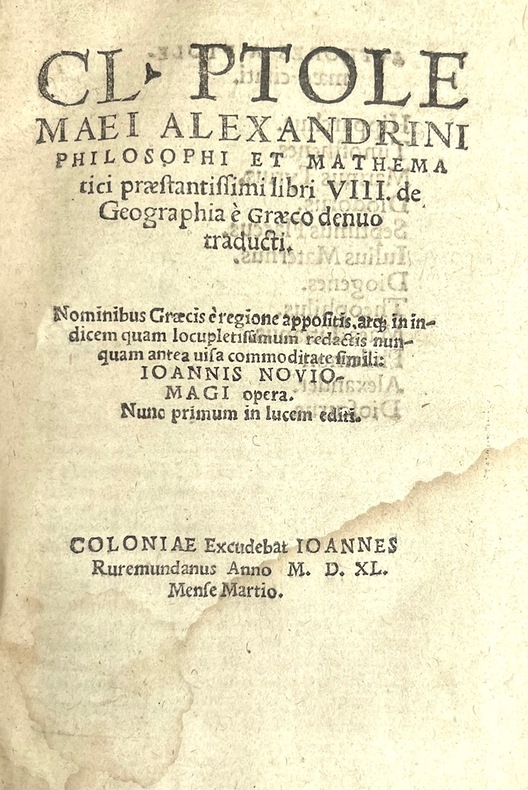 CL· PTOLE
MAEI ALEXANDRINI
PHILOSOPHI ET MATHEMA
tici præstantissimi libri VIII. de
Geographia è Græco denuo
traducti.
Nominibus Græcis è regione appositis, atq; in in-
dicem quam locupletissimum redactis nun-
quam antea uisa commoditate simili:
IOANNIS NOVIO-
MAGI opera.
Nunc primum in lucem editi.
COLONIAE Excudebat IOANNES
Ruremundanus Anno M. D. XL.
Mense Martio.